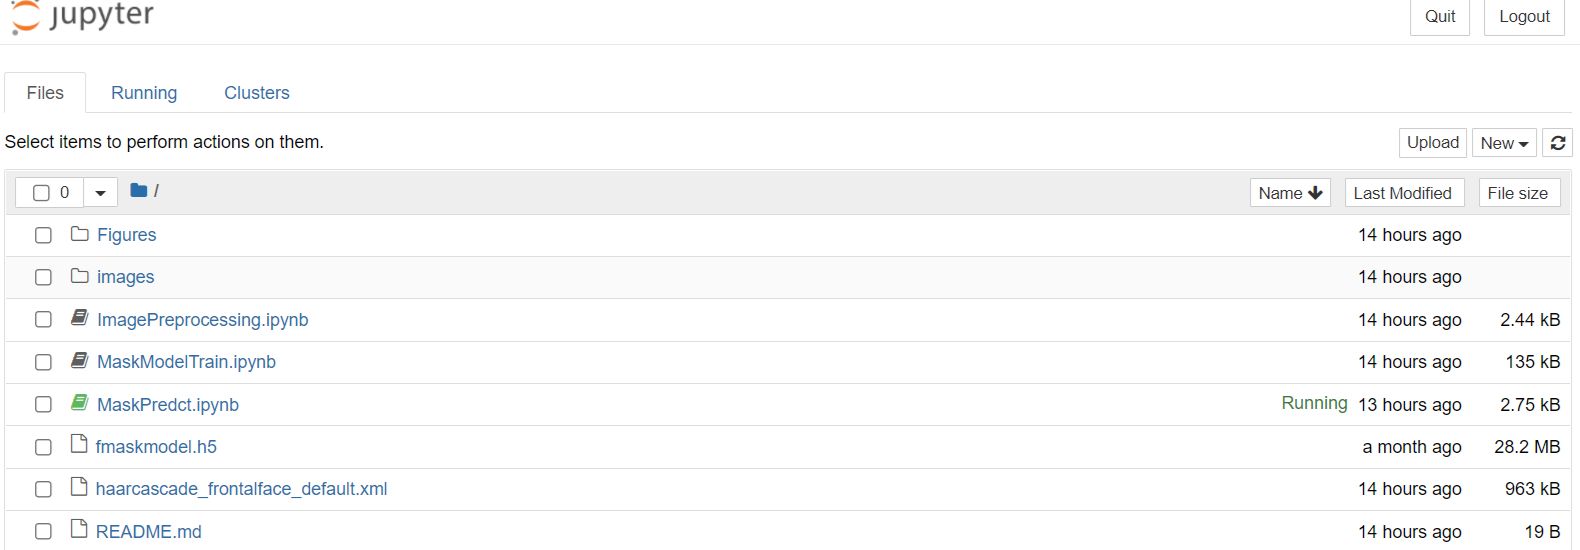 jupyter Quit Logout
Files Running Clusters
Select items to perform actions on them. Upload New
0 / Name Last Modified File size
Figures 14 hours ago
images 14 hours ago
ImagePreprocessing.ipynb 14 hours ago 2.44 kB
MaskModelTrain.ipynb 14 hours ago 135 kB
MaskPredct.ipynb Running 13 hours ago 2.75 kB
fmaskmodel.h5 a month ago 28.2 MB
haarcascade_frontalface_default.xml 14 hours ago 963 kB
README.md 14 hours ago 19 B